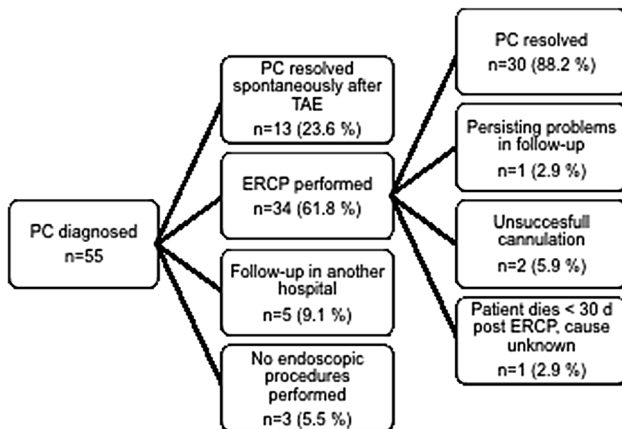 PC diagnosed
n=55
PC resolved
spontaneously after
TAE
n=13 (23.6 %)
ERCP performed
n=34 (61.8 %)
Follow-up in another
hospital
n=5 (9.1 %)
No endoscopic
procedures
performed
n=3 (5.5 %)
PC resolved
n=30 (88.2 %)
Persisting problems
in follow-up
n=1 (2.9 %)
Unsuccesfull
cannulation
n=2 (5.9 %)
Patient dies < 30 d
post ERCP, cause
unknown
n=1 (2.9 %)